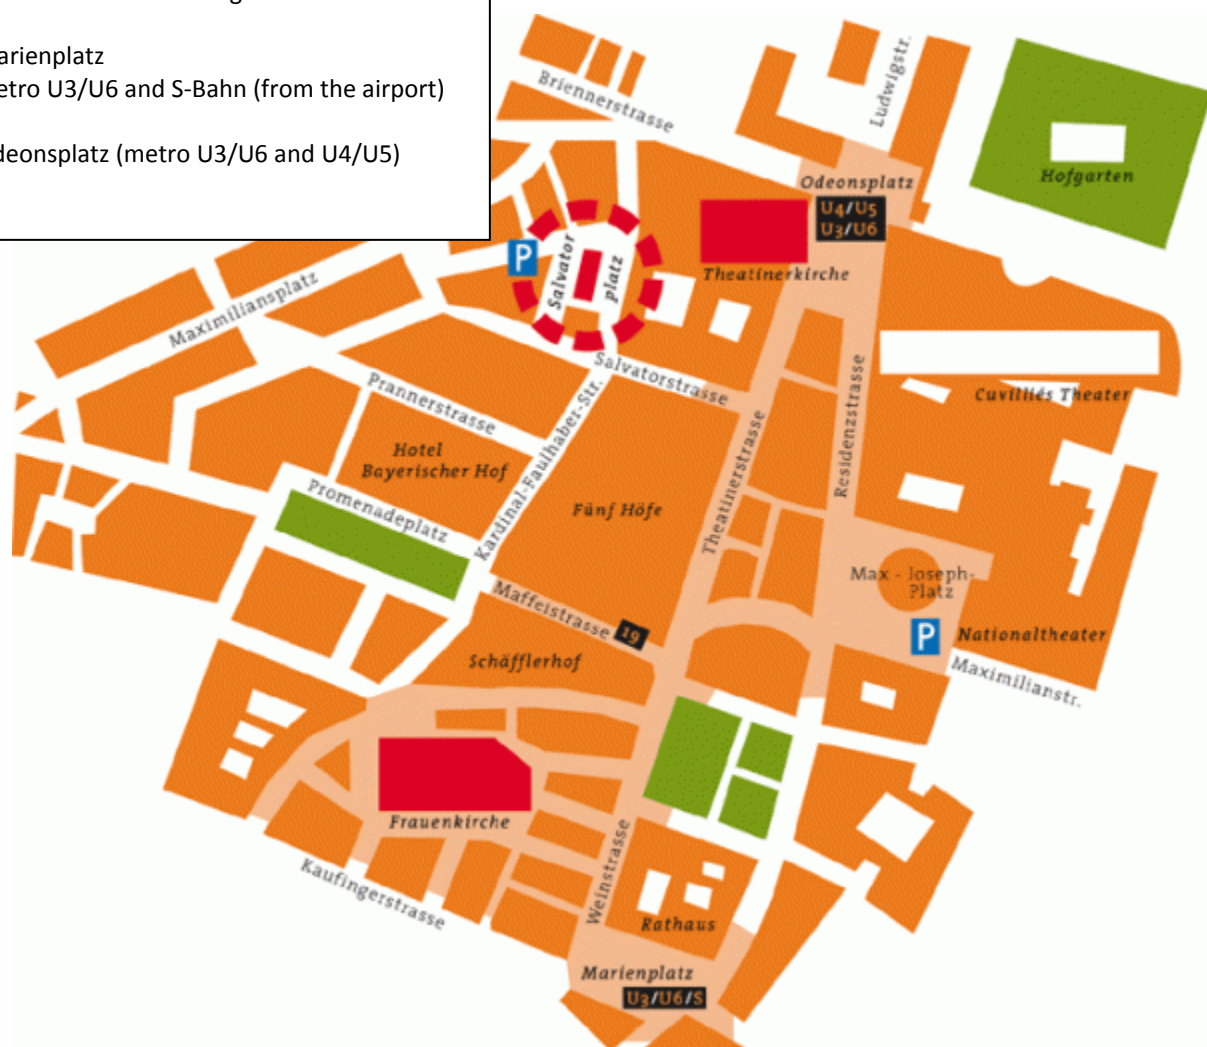 arienplatz
etro U3/U6 and S-Bahn (from the airport)
deonsplatz (metro U3/U6 and U4/U5)
Briennerstrasse
Ludwigstr.
Hofgarten
Odeonsplatz
U4/U5
U3/U6
P
Salvator
platz
Theatinerkirche
Maximiliansplatz
Salvatorstrasse
Prannerstrasse
Cuvilliés Theater
Residenzstrasse
Hotel
Bayerischer Hof
Kardinal-Faulhaber-Str.
Theatinerstrasse
Promenadeplatz
Fünf Höfe
Max - Joseph-
Platz
Maffeistrasse
19
P
Nationaltheater
Schäfflerhof
Maximilianstr.
Frauenkirche
Weinstrasse
Kaufingerstrasse
Rathaus
Marienplatz
U3/U6/S